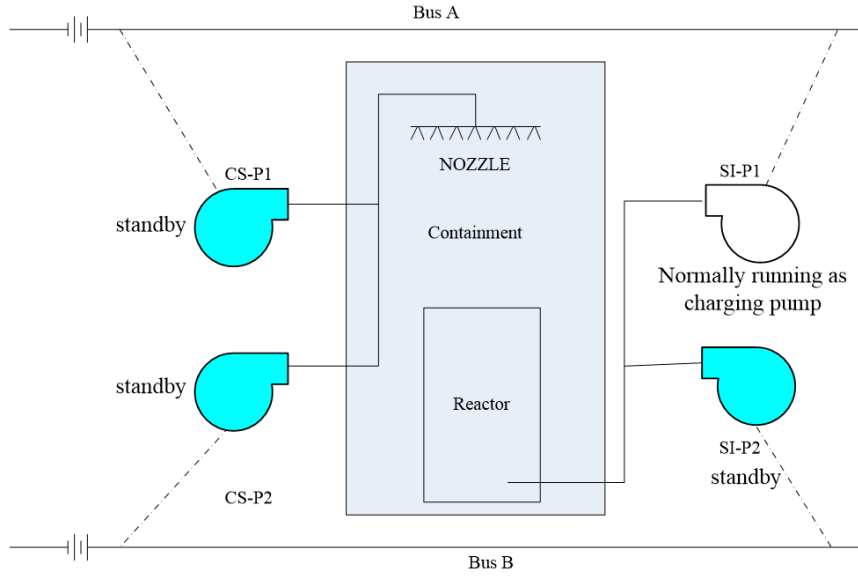 Bus A
CS-P1
standby
NOZZLE
Containment
SI-P1
Normally running as
charging pump
standby
CS-P2
Reactor
SI-P2
standby
Bus B